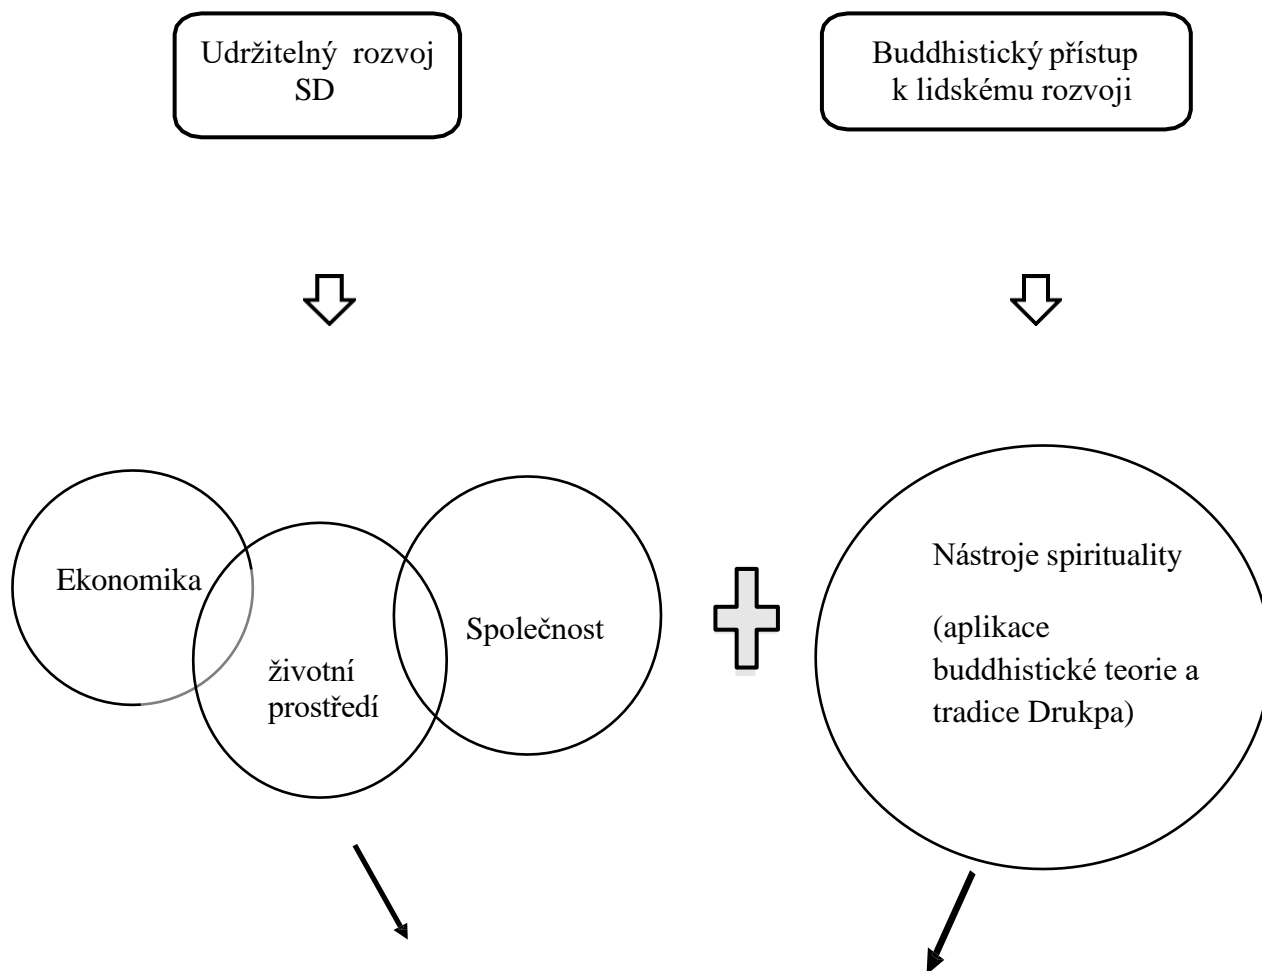 Udržitelný rozvoj
SD
Buddhistický přístup
k lidskému rozvoji
Ekonomika
životní
prostředí
Společnost
Nástroje spirituality
(aplikace
buddhistické teorie a
tradice Drukpa)